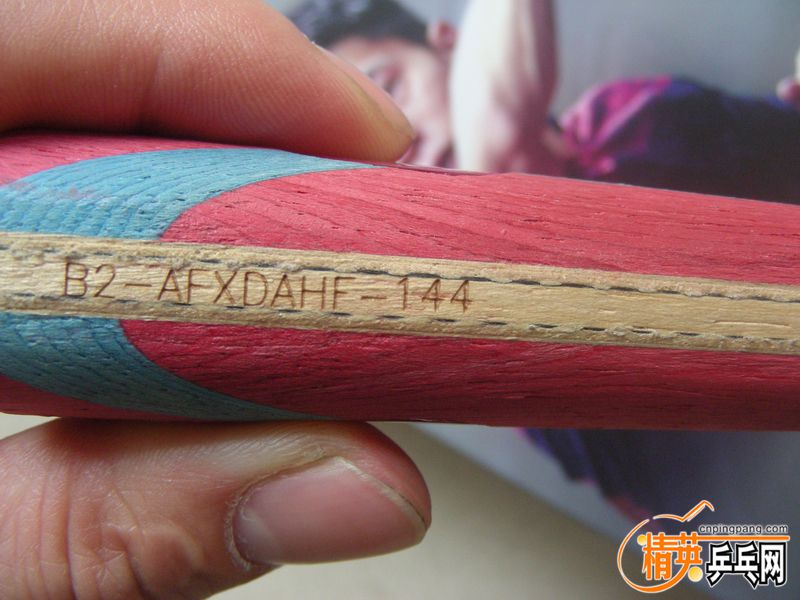 B2-AFXDAHF-144
cnpingpang.com
精英乒乓网